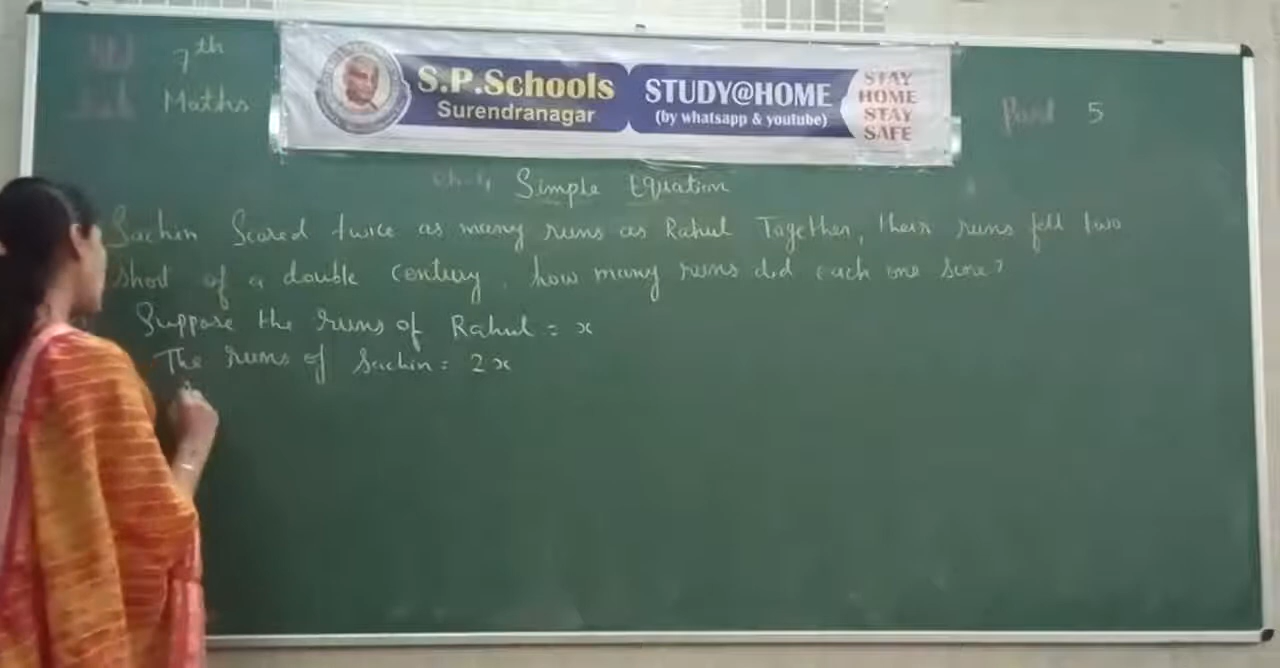 7th
Maths
S.P.Schools
Surendranagar
STUDY@HOME
(by whatsapp & youtube)
STAY
HOME
STAY
SAFE
Part 5
Ch-4 Simple Equation
Sachin Scored twice as many runs as Rahul Together, their runs fell two
short of a double century, how many runs did each one score?
Suppose the runs of Rahul = x
The runs of Sachin = 2x